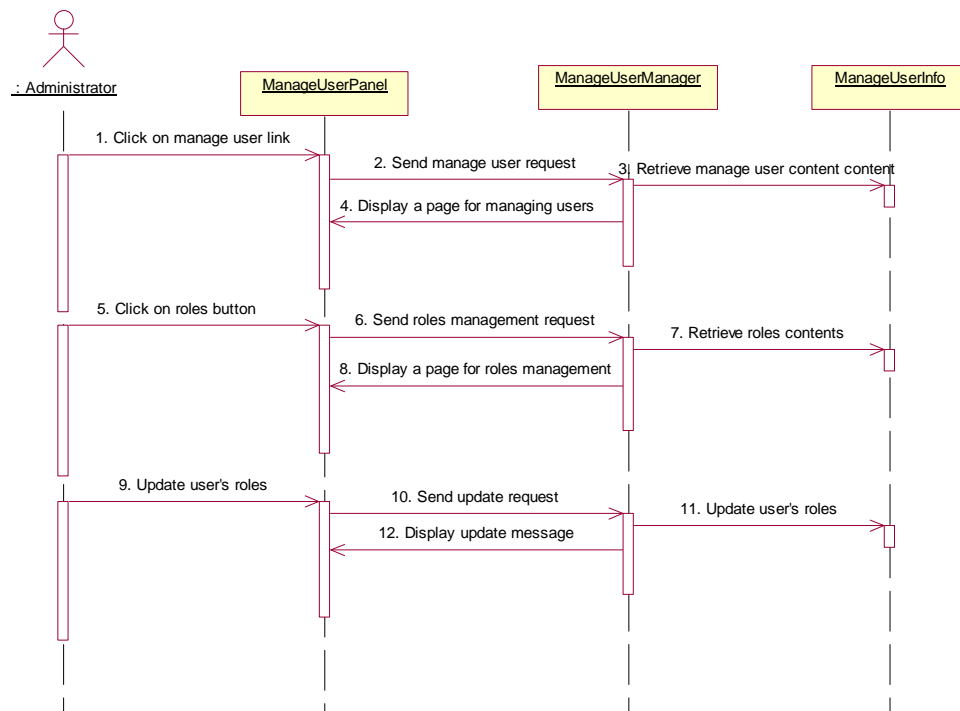 : Administrator
ManageUserPanel
ManageUserManager
ManageUserInfo
1. Click on manage user link
2. Send manage user request
3. Retrieve manage user content content
4. Display a page for managing users
5. Click on roles button
6. Send roles management request
7. Retrieve roles contents
8. Display a page for roles management
9. Update user's roles
10. Send update request
11. Update user's roles
12. Display update message